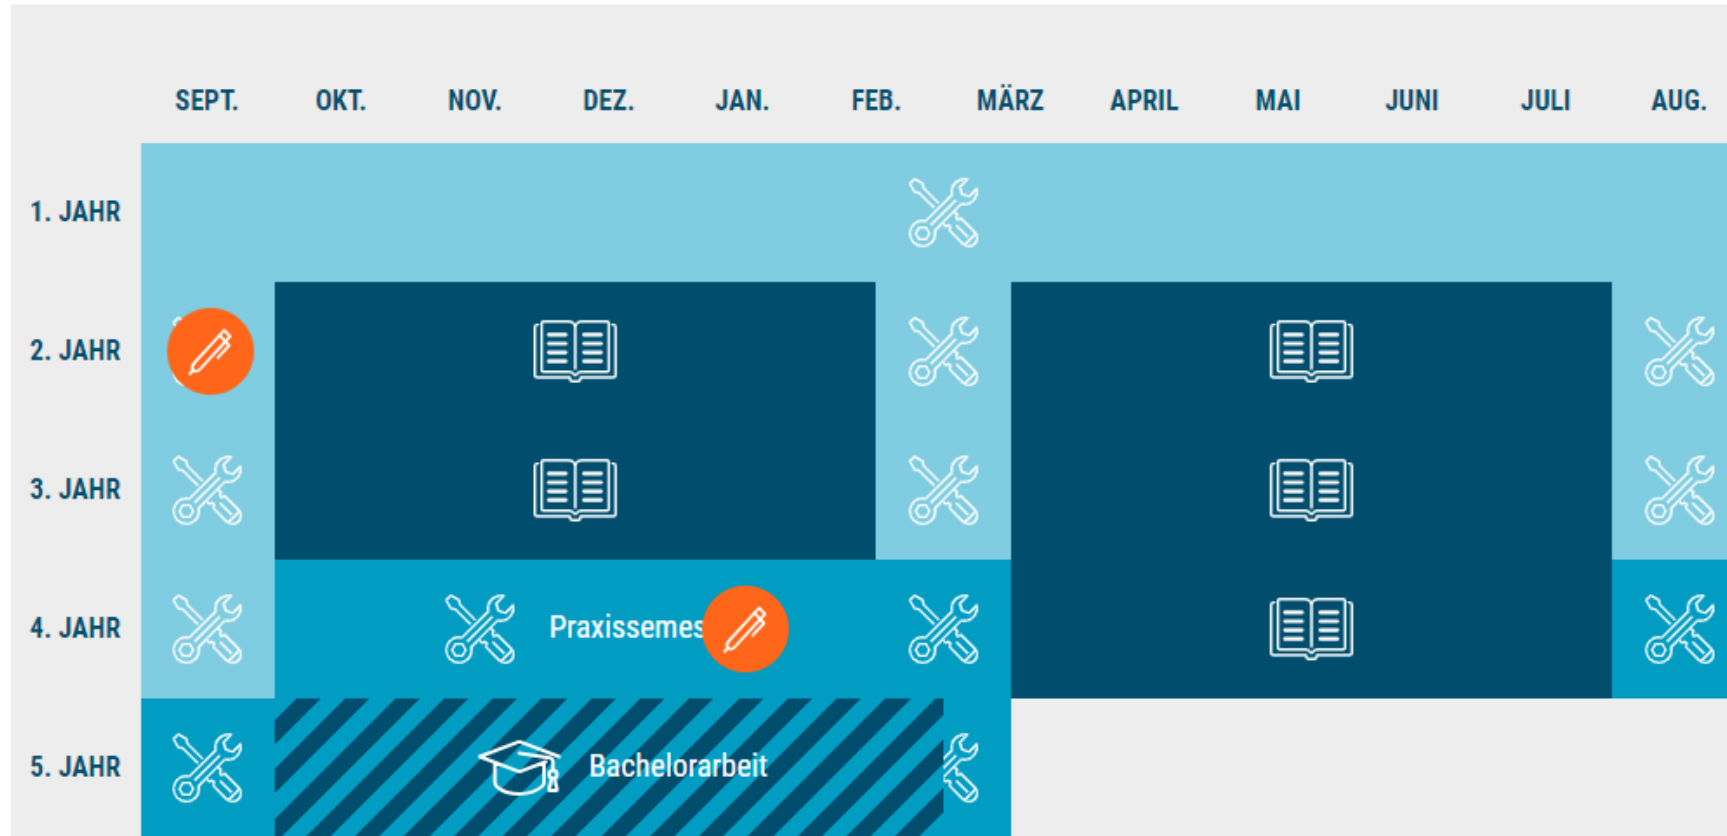 SEPT. OKT. NOV. DEZ. JAN. FEB. MÄRZ APRIL MAI JUNI JULI AUG.
1. JAHR
2. JAHR
3. JAHR
4. JAHR Praxissemes
5. JAHR Bachelorarbeit